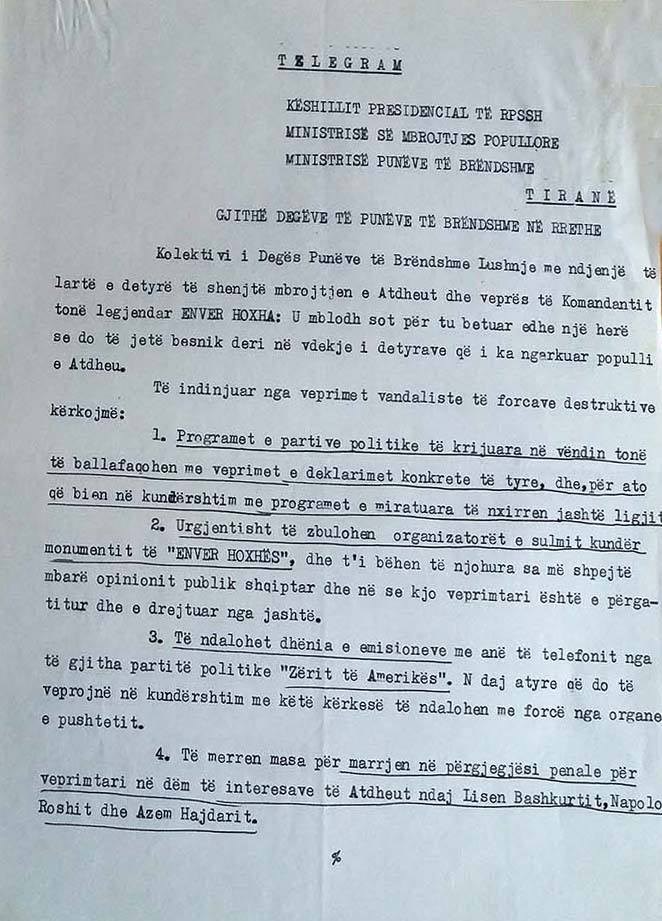 TELEGRAM
KËSHILLIT PRESIDENCIAL TË RPSSH
MINISTRISË SË MBROJTJES POPULLORE
MINISTRISË PUNËVE TË BRËNDSHME
TIRANË
GJITHË DEGËVE TË PUNËVE TË BRËNDSHME NË RRETHE
Kolektivi i Degës Punëve të Brëndshme Lushnje me ndjenjë të
lartë e detyrë të shenjtë mbrojtjen e Atdheut dhe veprës të Komandantit
tonë legjendar ENVER HOXHA: U mblodh sot për tu betuar edhe një herë
se do të jetë besnik deri në vdekje i detyrave që i ka ngarkuar populli
e Atdheu.
Të indinjuar nga veprimet vandaliste të forcave destruktive
kërkojmë:
1. Programet e partive politike të krijuara në vëndin tonë
të ballafaqohen me veprimet e deklarimet konkrete të tyre, dhe,për ato
që bien në kundërshtim me programet e miratuara të nxirren jashtë ligjit
2. Urgjentisht të zbulohen organizatorët e sulmit kundër
monumentit të "ENVER HOXHËS", dhe t'i bëhen të njohura sa më shpejtë
mbarë opinionit publik shqiptar dhe në se kjo veprimtari është e përga-
titur dhe e drejtuar nga jashtë.
3. Të ndalohet dhënia e emisioneve me anë të telefonit nga
të gjitha partitë politike "Zërit të Amerikës". N daj atyre që do të
veprojnë në kundërshtim me këtë kërkesë të ndalohen me forcë nga organe
e pushtetit.
4. Të merren masa për marrjen në përgjegjësi penale për
veprimtari në dëm të interesave të Atdheut ndaj Lisen Bashkurtit,Napolo
Roshit dhe Azem Hajdarit.
%